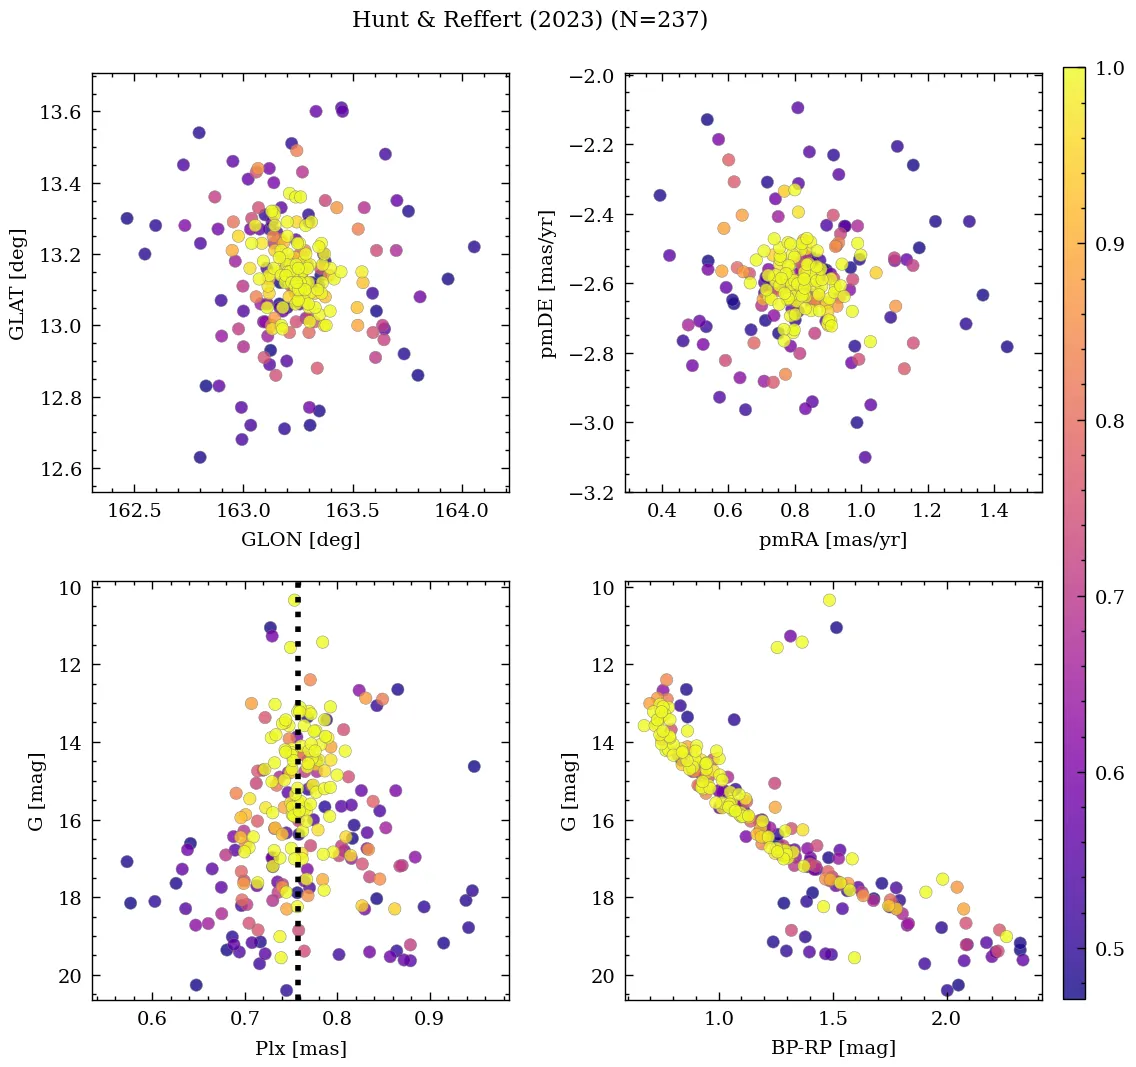 Hunt & Reffert (2023) (N=237)
13.6
13.4
13.2
13.0
12.8
12.6
GLAT [deg]
162.5 163.0 163.5 164.0
GLON [deg]
−2.0
−2.2
−2.4
−2.6
−2.8
−3.0
−3.2
pmDE [mas/yr]
0.4 0.6 0.8 1.0 1.2 1.4
pmRA [mas/yr]
10
12
14
16
18
20
G [mag]
0.6 0.7 0.8 0.9
Plx [mas]
10
12
14
16
18
20
G [mag]
1.0 1.5 2.0
BP-RP [mag]
1.0
0.9
0.8
0.7
0.6
0.5